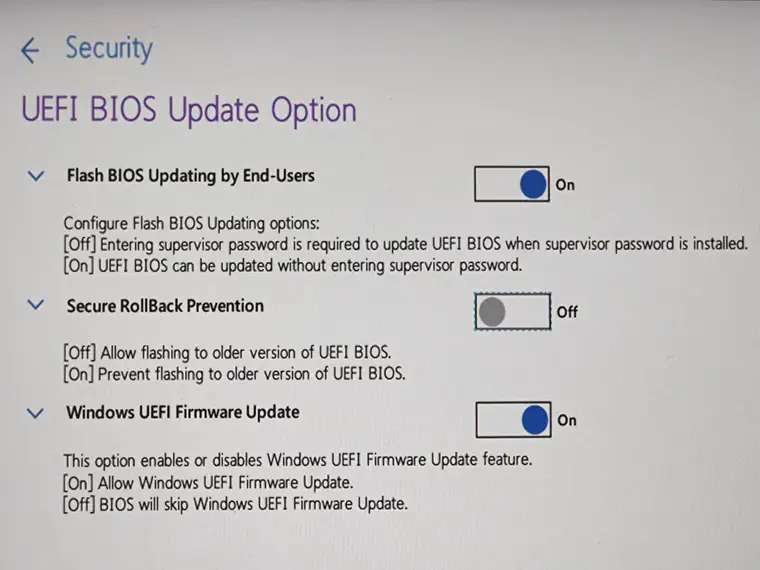 Security
UEFI BIOS Update Option
Flash BIOS Updating by End-Users
On
Configure Flash BIOS Updating options:
[Off] Entering supervisor password is required to update UEFI BIOS when supervisor password is installed.
[On] UEFI BIOS can be updated without entering supervisor password.
Secure RollBack Prevention
Off
[Off] Allow flashing to older version of UEFI BIOS.
[On] Prevent flashing to older version of UEFI BIOS.
Windows UEFI Firmware Update
On
This option enables or disables Windows UEFI Firmware Update feature.
[On] Allow Windows UEFI Firmware Update.
[Off] BIOS will skip Windows UEFI Firmware Update.